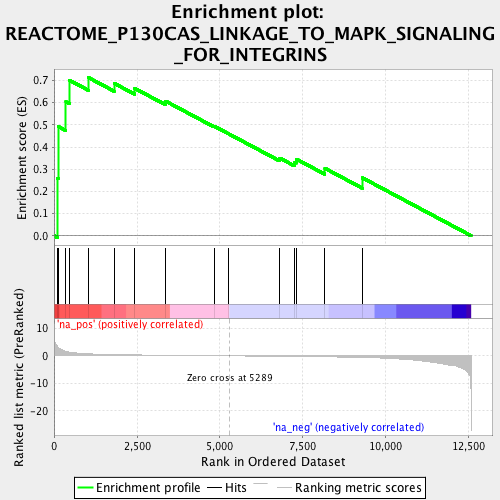 Enrichment plot:
REACTOME_P130CAS_LINKAGE_TO_MAPK_SIGNALING
_FOR_INTEGRINS
Enrichment score (ES)
0.7
0.6
0.5
0.4
0.3
0.2
0.1
0.0
'na_pos' (positively correlated)
Ranked list metric (PreRanked)
10
5
0
-5
-10
-15
-20
Zero cross at 5289
'na_neg' (negatively correlated)
0
2,500
5,000
7,500
10,000
12,500
Rank in Ordered Dataset
Enrichment profile
Hits
Ranking metric scores